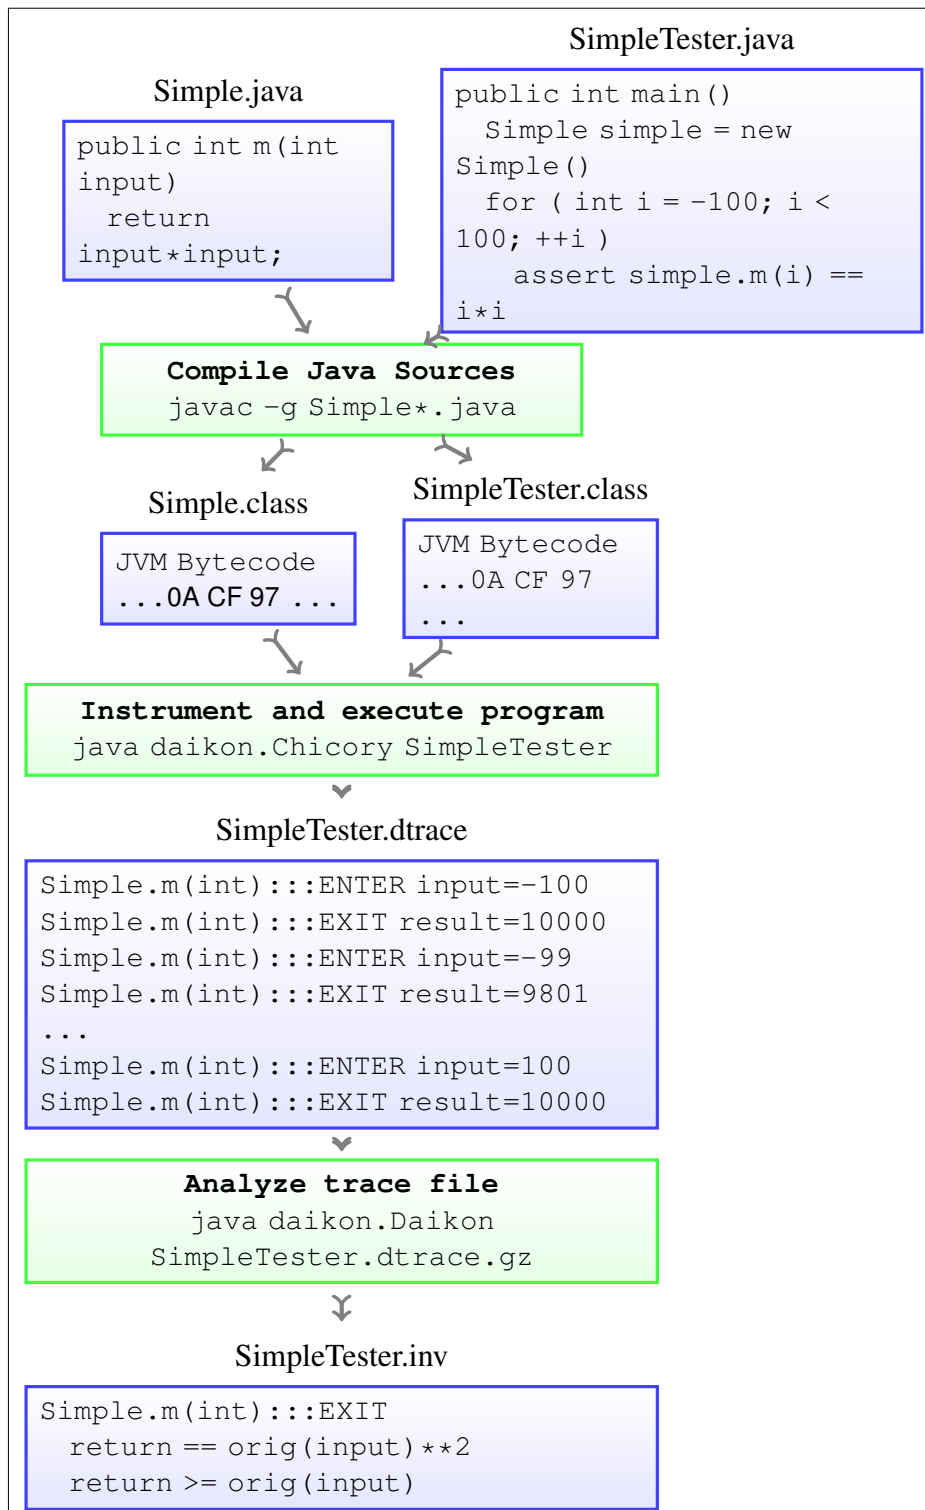 Simple.java
public int m(int
input)
return
input*input;
SimpleTester.java
public int main()
Simple simple = new
Simple()
for ( int i = -100; i <
100; ++i )
assert simple.m(i) ==
i*i
Compile Java Sources
javac -g Simple*.java
Simple.class
JVM Bytecode
...0A CF 97 ...
SimpleTester.class
JVM Bytecode
...0A CF 97
...
Instrument and execute program
java daikon.Chicory SimpleTester
SimpleTester.dtrace
Simple.m(int):::ENTER input=-100
Simple.m(int):::EXIT result=10000
Simple.m(int):::ENTER input=-99
Simple.m(int):::EXIT result=9801
...
Simple.m(int):::ENTER input=100
Simple.m(int):::EXIT result=10000
Analyze trace file
java daikon.Daikon
SimpleTester.dtrace.gz
SimpleTester.inv
Simple.m(int):::EXIT
return == orig(input)**2
return >= orig(input)